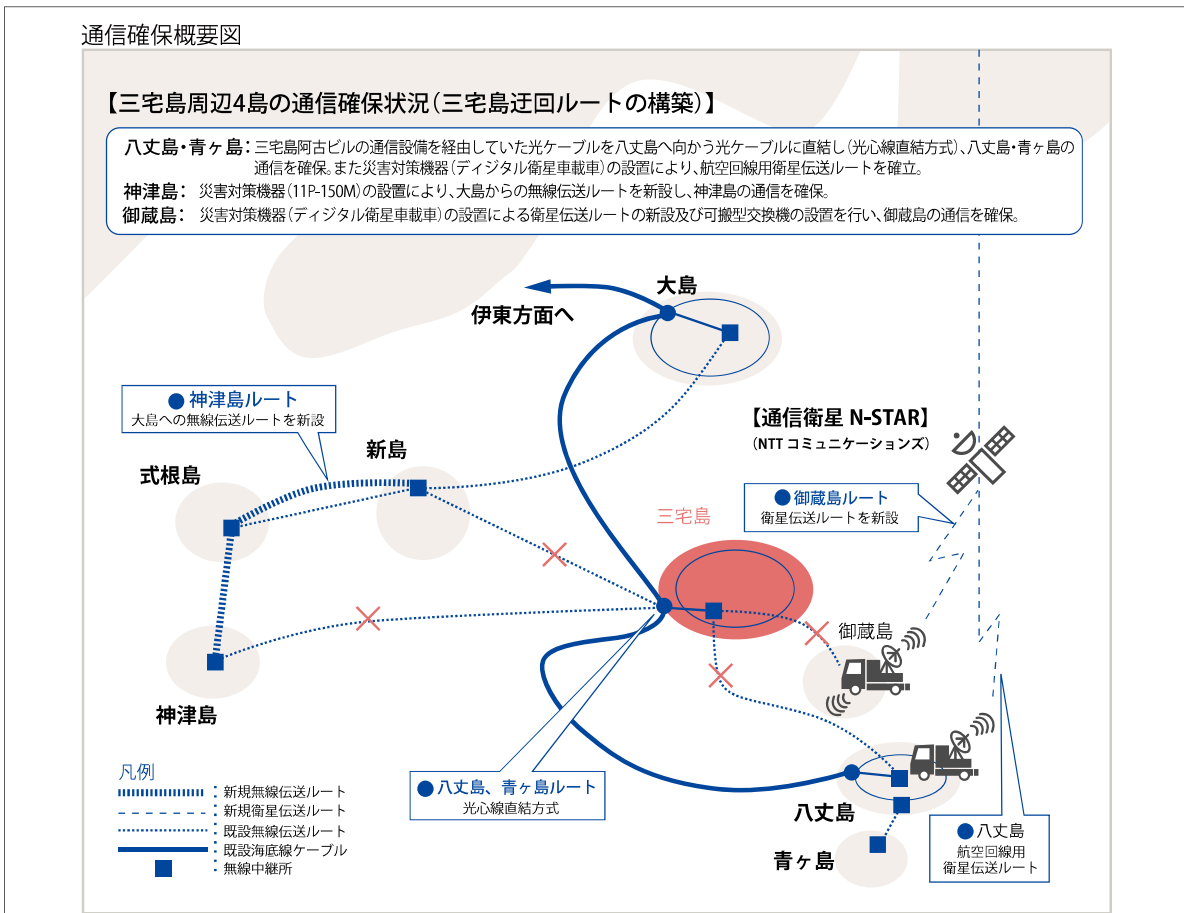 通信確保概要図
【三宅島周辺4島の通信確保状況(三宅島迂回ルートの構築)】
八丈島・青ヶ島：三宅島阿古ビルの通信設備を経由していた光ケーブルを八丈島へ向かう光ケーブルに直結し(光心線直結方式)、八丈島・青ヶ島の
通信を確保。また災害対策機器(ディジタル衛星車載車)の設置により、航空回線用衛星伝送ルートを確立。
神津島： 災害対策機器(11P-150M)の設置により、大島からの無線伝送ルートを新設し、神津島の通信を確保。
御蔵島： 災害対策機器(ディジタル衛星車載車)の設置による衛星伝送ルートの新設及び可搬型交換機の設置を行い、御蔵島の通信を確保。
大島
伊東方面へ
●神津島ルート
大島への無線伝送ルートを新設
【通信衛星 N-STAR】
(NTT コミュニケーションズ)
新島
式根島
●御蔵島ルート
衛星伝送ルートを新設
三宅島
御蔵島
神津島
●八丈島、青ヶ島ルート
光心線直結方式
八丈島
●八丈島
航空回線用
衛星伝送ルート
青ヶ島
凡例
：新規無線伝送ルート
：新規衛星伝送ルート
：既設無線伝送ルート
：既設海底線ケーブル
：無線中継所